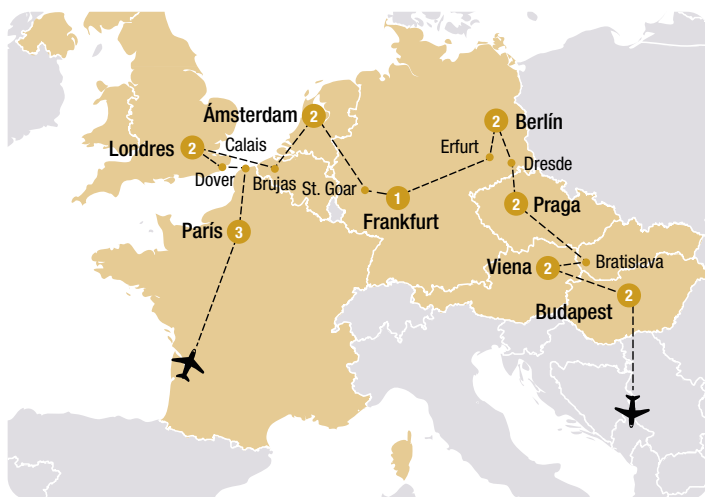 Ámsterdam
2
2
Berlín
Londres
2
Calais
Erfurt
Dover
Brujas
St. Goar
Dresde
1
Frankfurt
2
Praga
París
3
Viena
2
Bratislava
Budapest
2